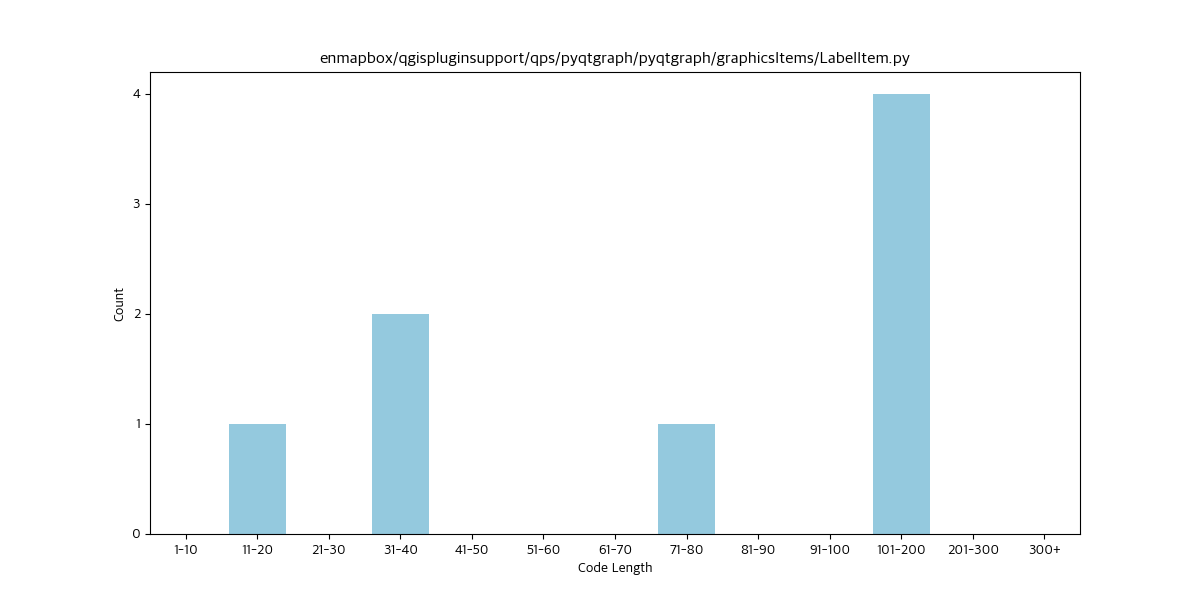 enmapbox/qgispluginsupport/qps/pyqtgraph/pyqtgraph/graphicsItems/LabelItem.py
4
3
Count
2
1
0
1-10 11-20 21-30 31-40 41-50 51-60 61-70 71-80 81-90 91-100 101-200 201-300 300+
Code Length